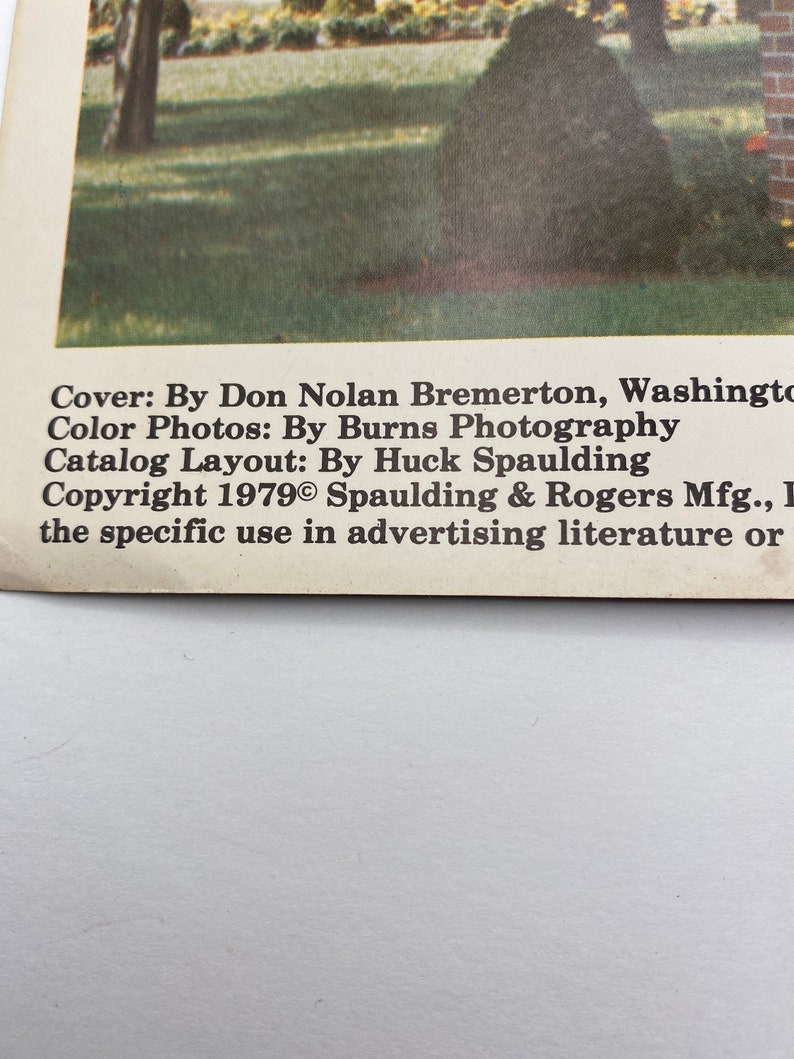 Cover: By Don Nolan Bremerton, Washingto
Color Photos: By Burns Photography
Catalog Layout: By Huck Spaulding
Copyright 1979© Spaulding & Rogers Mfg., I
the specific use in advertising literature or